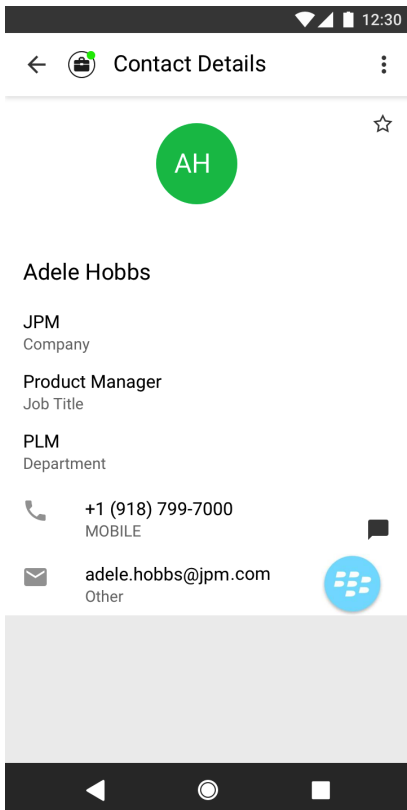 12:30
Contact Details
AH
Adele Hobbs
JPM
Company
Product Manager
Job Title
PLM
Department
+1 (918) 799-7000
MOBILE
adele.hobbs@jpm.com
Other